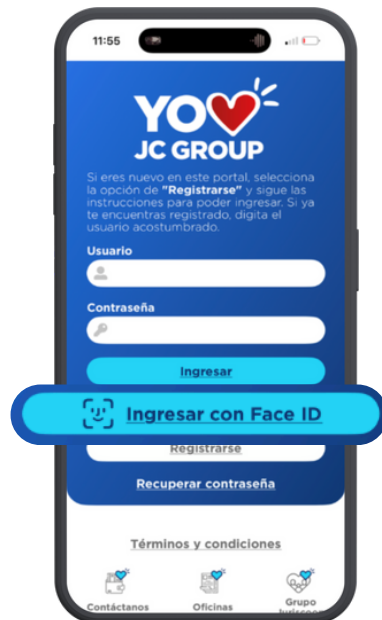 11:55
YO
JC GROUP
Si eres nuevo en este portal, selecciona
la opción de "Registrarse" y sigue las
instrucciones para poder ingresar. Si ya
te encuentras registrado, digita el
usuario acostumbrado.
Usuario
Contraseña
Ingresar
Ingresar con Face ID
Registrarse
Recuperar contraseña
Términos y condiciones
Contáctanos Oficinas Grupo
Juriscoop